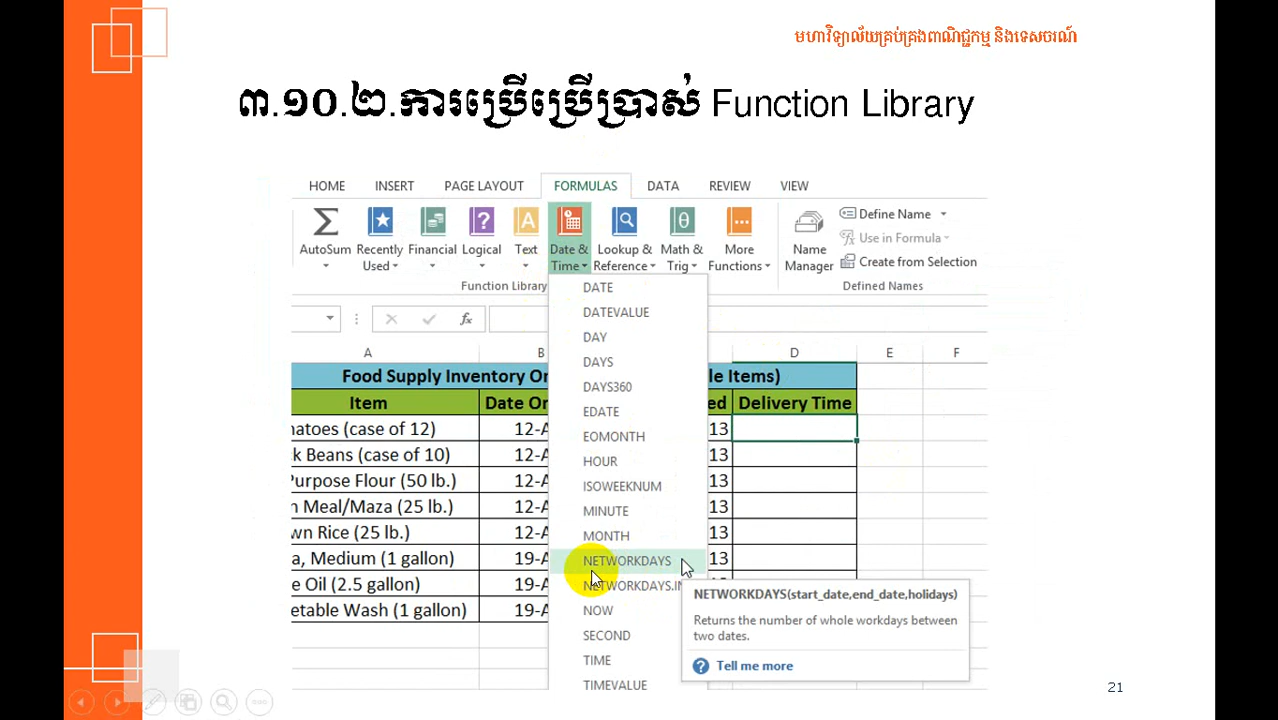 មហាវិទ្យាល័យគ្រប់គ្រងពាណិជ្ជកម្ម និងទេសចរណ៍
៣.១០.២.ការប្រើប្រើប្រាស់ Function Library
HOME INSERT PAGE LAYOUT FORMULAS DATA REVIEW VIEW
AutoSum Recently Used Financial Logical Text Date & Time Lookup & Reference Math & Trig More Functions Name Manager
Define Name
Use in Formula
Create from Selection
Function Library Defined Names
DATE
DATEVALUE
DAY
DAYS
DAYS360
EDATE
EOMONTH
HOUR
ISOWEEKNUM
MINUTE
MONTH
NETWORKDAYS
NETWORKDAYS.IN
NOW
SECOND
TIME
TIMEVALUE
fx
A B D E F
Food Supply Inventory Or le Items)
Item Date Or ed Delivery Time
natoes (case of 12) 12-A 13
k Beans (case of 10) 12-A 13
Purpose Flour (50 lb.) 12-A 13
n Meal/Maza (25 lb.) 12-A 13
wn Rice (25 lb.) 12-A 13
a, Medium (1 gallon) 19-A 13
e Oil (2.5 gallon) 19-A
etable Wash (1 gallon) 19-A
NETWORKDAYS(start_date,end_date,holidays)
Returns the number of whole workdays between
two dates.
Tell me more
21